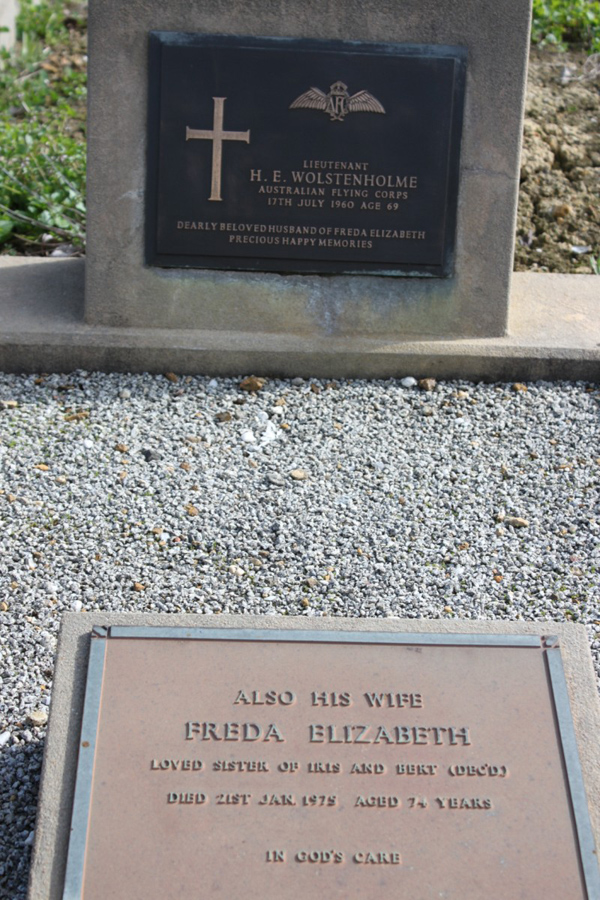 AFC
LIEUTENANT
H. E. WOLSTENHOLME
AUSTRALIAN FLYING CORPS
17TH JULY 1960 AGE 69
DEARLY BELOVED HUSBAND OF FREDA ELIZABETH
PRECIOUS HAPPY MEMORIES
ALSO HIS WIFE
FREDA ELIZABETH
LOVED SISTER OF IRIS AND BERT (DEC'D.)
DIED 21ST JAN. 1975 AGED 74 YEARS
IN GOD'S CARE